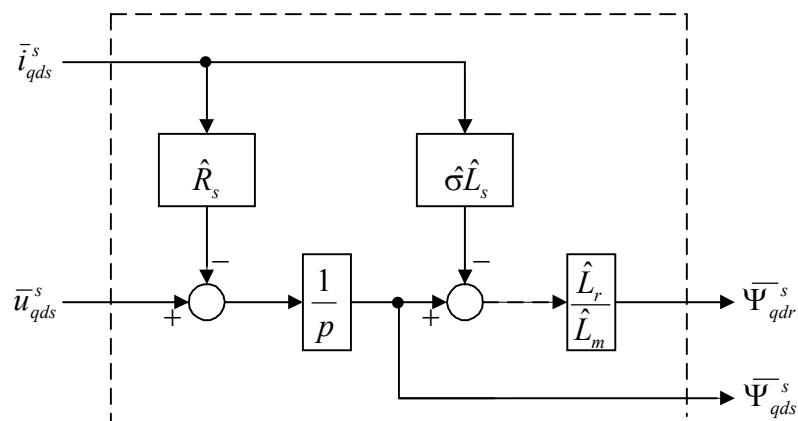 i̅ˢ_qds
R̂_s
σ̂L̂_s
−
−
u̅ˢ_qds
+
1/p
+
L̂_r/L̂_m
Ψ̅ˢ_qdr
Ψ̅ˢ_qds